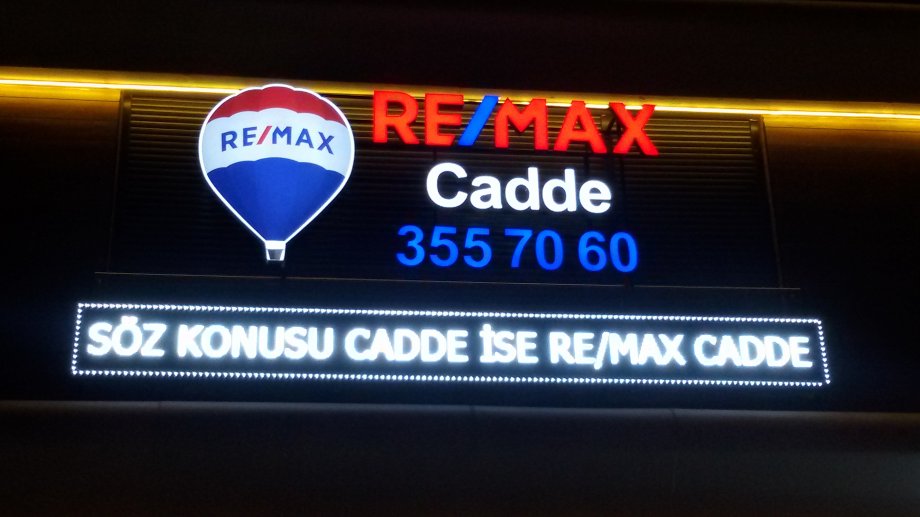 RE/MAX
RE/MAX
Cadde
355 70 60
SÖZ KONUSU CADDE İSE RE/MAX CADDE